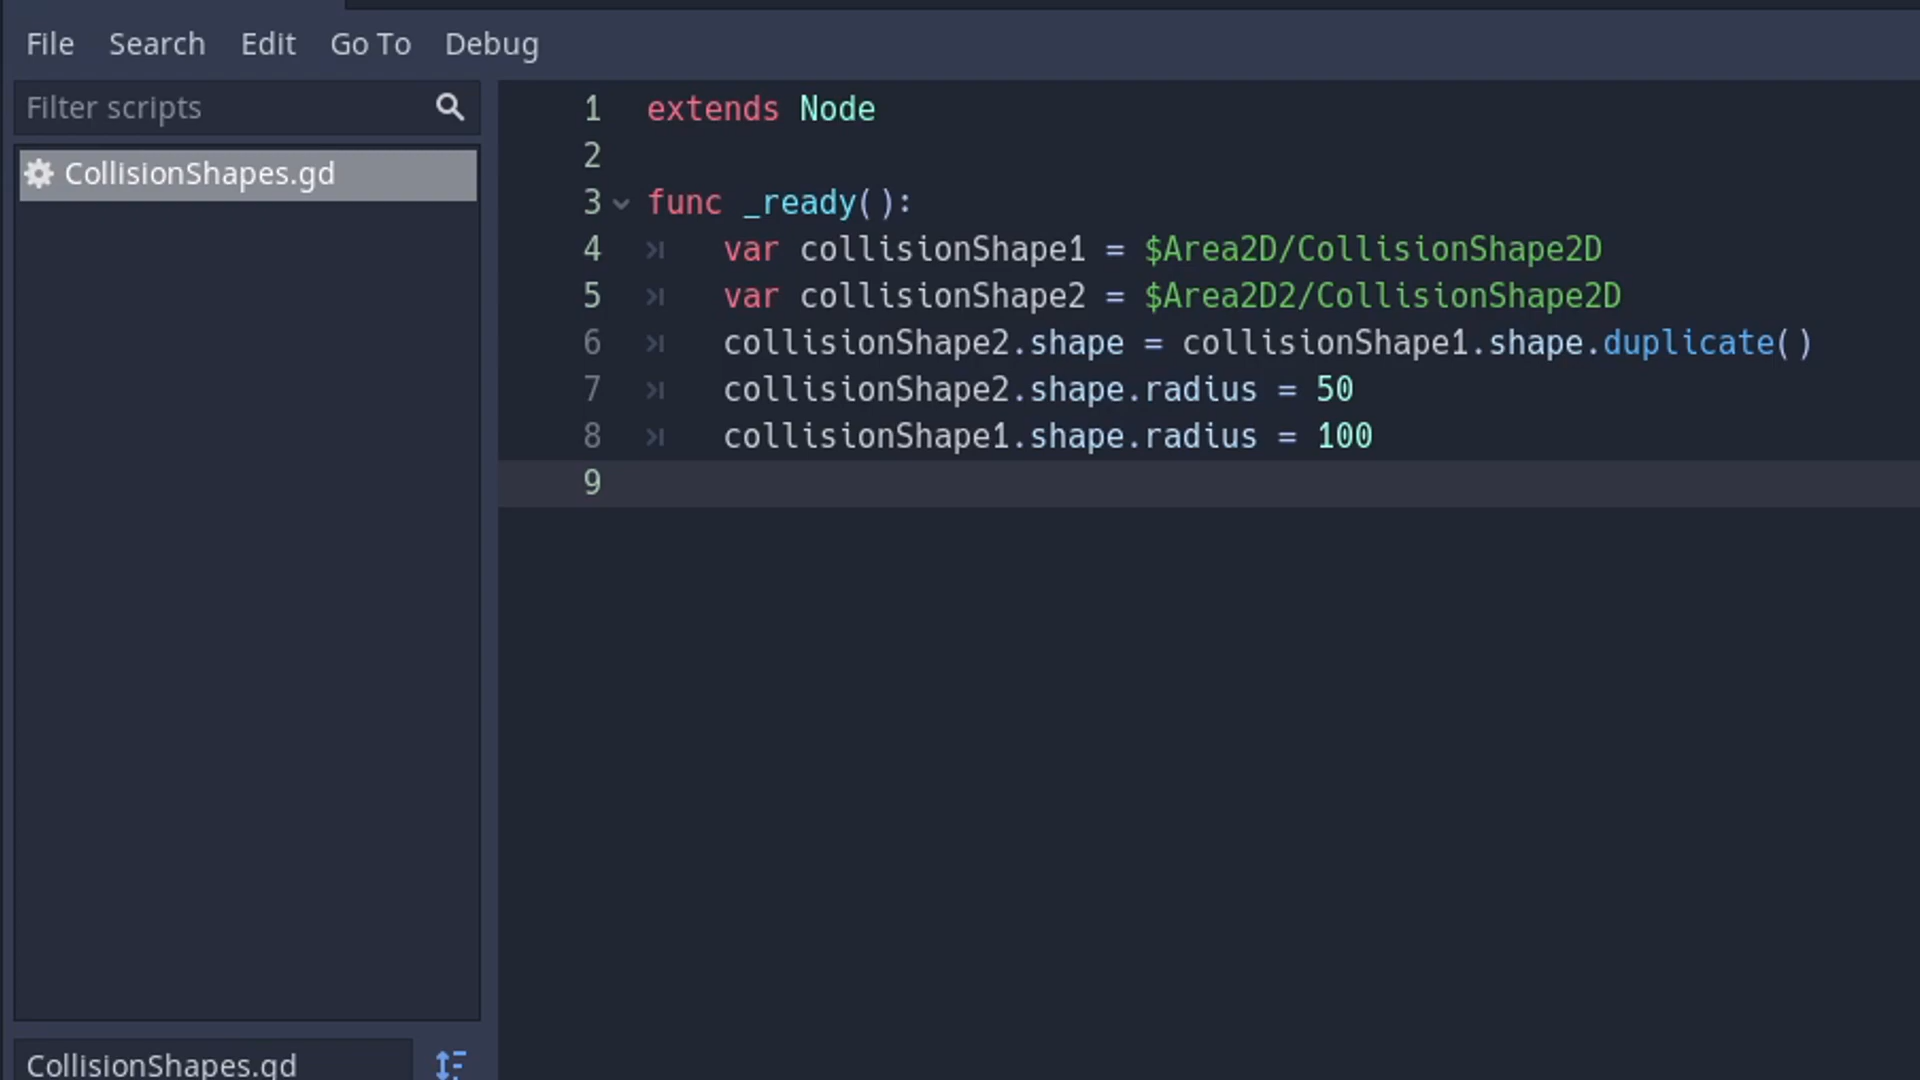 File Search Edit Go To Debug
Filter scripts
CollisionShapes.gd
1 extends Node
2
3 func _ready():
4 var collisionShape1 = $Area2D/CollisionShape2D
5 var collisionShape2 = $Area2D2/CollisionShape2D
6 collisionShape2.shape = collisionShape1.shape.duplicate()
7 collisionShape2.shape.radius = 50
8 collisionShape1.shape.radius = 100
9
CollisionShapes.gd